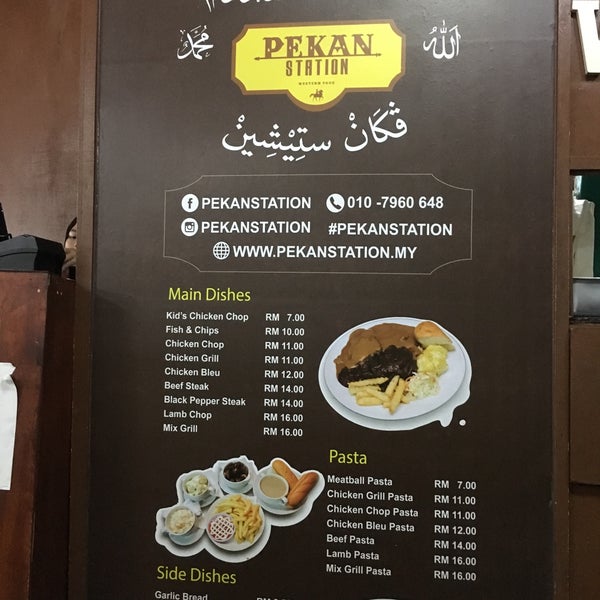 محمد
الله
PEKAN
STATION
WESTERN FOOD
ڤكان ستيشين
PEKANSTATION
010 -7960 648
PEKANSTATION
#PEKANSTATION
WWW.PEKANSTATION.MY
Main Dishes
Kid's Chicken Chop RM 7.00
Fish & Chips RM 10.00
Chicken Chop RM 11.00
Chicken Grill RM 11.00
Chicken Bleu RM 12.00
Beef Steak RM 14.00
Black Pepper Steak RM 14.00
Lamb Chop RM 16.00
Mix Grill RM 16.00
Pasta
Meatball Pasta RM 7.00
Chicken Grill Pasta RM 11.00
Chicken Chop Pasta RM 11.00
Chicken Bleu Pasta RM 12.00
Beef Pasta RM 14.00
Lamb Pasta RM 16.00
Mix Grill Pasta RM 16.00
Side Dishes
Garlic Bread